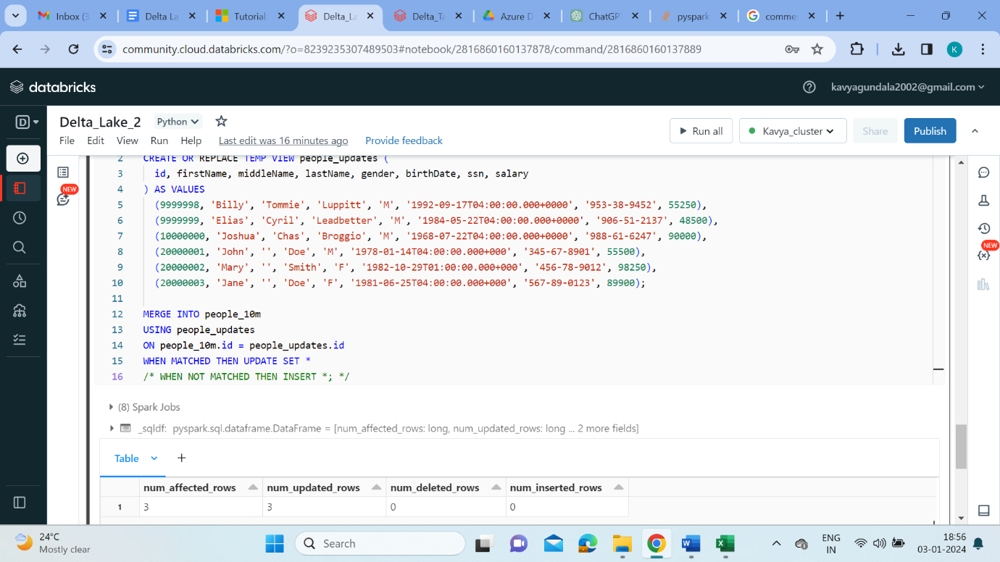 Inbox (3
Delta La
Tutorial:
Delta_La
Delta_Ta
Azure D
ChatGPT
pyspark
comme
community.cloud.databricks.com/?o=8239235307489503#notebook/2816860160137878/command/2816860160137889
K
databricks
kavyagundala2002@gmail.com
D
Delta_Lake_2
Python
File Edit View Run Help Last edit was 16 minutes ago Provide feedback
Run all
Kavya_cluster
Share
Publish
NEW
NEW
2 CREATE OR REPLACE TEMP VIEW people_updates (
3 id, firstName, middleName, lastName, gender, birthDate, ssn, salary
4 ) AS VALUES
5 (9999998, 'Billy', 'Tommie', 'Luppitt', 'M', '1992-09-17T04:00:00.000+0000', '953-38-9452', 55250),
6 (9999999, 'Elias', 'Cyril', 'Leadbetter', 'M', '1984-05-22T04:00:00.000+0000', '906-51-2137', 48500),
7 (10000000, 'Joshua', 'Chas', 'Broggio', 'M', '1968-07-22T04:00:00.000+0000', '988-61-6247', 90000),
8 (20000001, 'John', '', 'Doe', 'M', '1978-01-14T04:00:00.000+000', '345-67-8901', 55500),
9 (20000002, 'Mary', '', 'Smith', 'F', '1982-10-29T01:00:00.000+000', '456-78-9012', 98250),
10 (20000003, 'Jane', '', 'Doe', 'F', '1981-06-25T04:00:00.000+000', '567-89-0123', 89900);
11
12 MERGE INTO people_10m
13 USING people_updates
14 ON people_10m.id = people_updates.id
15 WHEN MATCHED THEN UPDATE SET *
16 /* WHEN NOT MATCHED THEN INSERT *; */
(8) Spark Jobs
_sqldf: pyspark.sql.dataframe.DataFrame = [num_affected_rows: long, num_updated_rows: long ... 2 more fields]
Table
num_affected_rows num_updated_rows num_deleted_rows num_inserted_rows
1 3 3 0 0
24°C
Mostly clear
Search
ENG
IN
18:56
03-01-2024